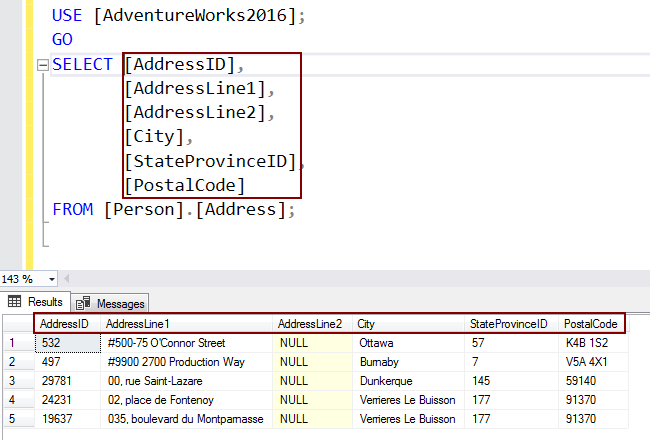 USE [AdventureWorks2016];
GO
SELECT [AddressID],
[AddressLine1],
[AddressLine2],
[City],
[StateProvinceID],
[PostalCode]
FROM [Person].[Address];
143 %
Results Messages
AddressID AddressLine1 AddressLine2 City StateProvinceID PostalCode
1 532 #500-75 O'Connor Street NULL Ottawa 57 K4B 1S2
2 497 #9900 2700 Production Way NULL Burnaby 7 V5A 4X1
3 29781 00, rue Saint-Lazare NULL Dunkerque 145 59140
4 24231 02, place de Fontenoy NULL Verrieres Le Buisson 177 91370
5 19637 035, boulevard du Montparnasse NULL Verrieres Le Buisson 177 91370